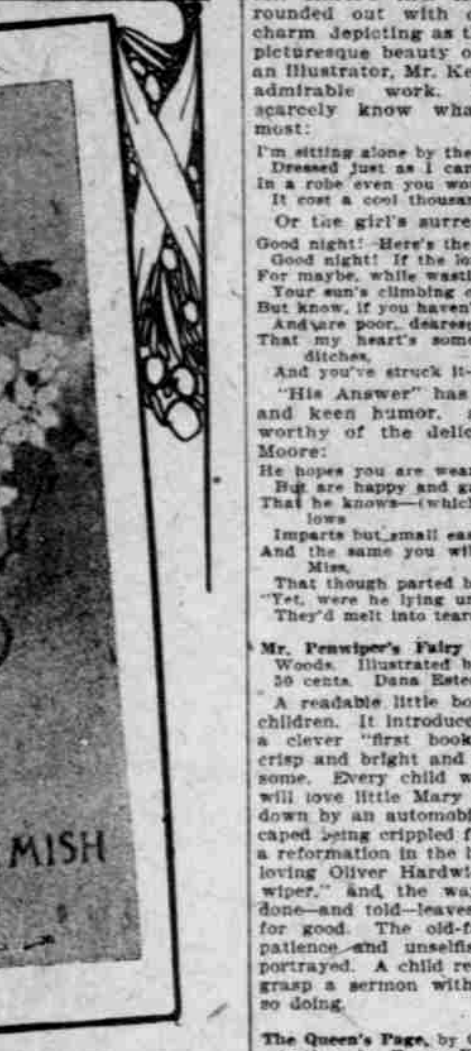 MISH
rounded out with
charm depicting as t
picturesque beauty o
an illustrator, Mr. Ke
admirable work.
scarcely know wha
most:
I'm sitting alone by the
Dressed just as I cam
In a robe even you wo
It cost a cool thousan
Or the girl's surre
Good night! Here's the
Good night! If the lo
For maybe, while wasti
Your sun's climbing o
But know, if you haven'
And are poor, deares
That my heart's some
ditches,
And you've struck it-
"His Answer" has
and keen humor.
worthy of the delic
Moore:
He hopes you are wear
But are happy and g
That he knows—(whic
lows
Imparts but small eas
And the same you wil
Miss,
That though parted b
"Yet, were he lying un
They'd melt into tear
Mr. Penwiper's Fairy
Woods. Illustrated b
50 cents. Dana Este
A readable little bo
children. It introduce
a clever "first book
crisp and bright and
some. Every child w
will love little Mary
down by an automobi
caped being crippled f
a reformation in the l
loving Oliver Hardwi
wiper," and the wa
done—and told—leaves
for good. The old-f
patience and unselfis
portrayed. A child re
grasp a sermon with
so doing.
The Queen's Page, by